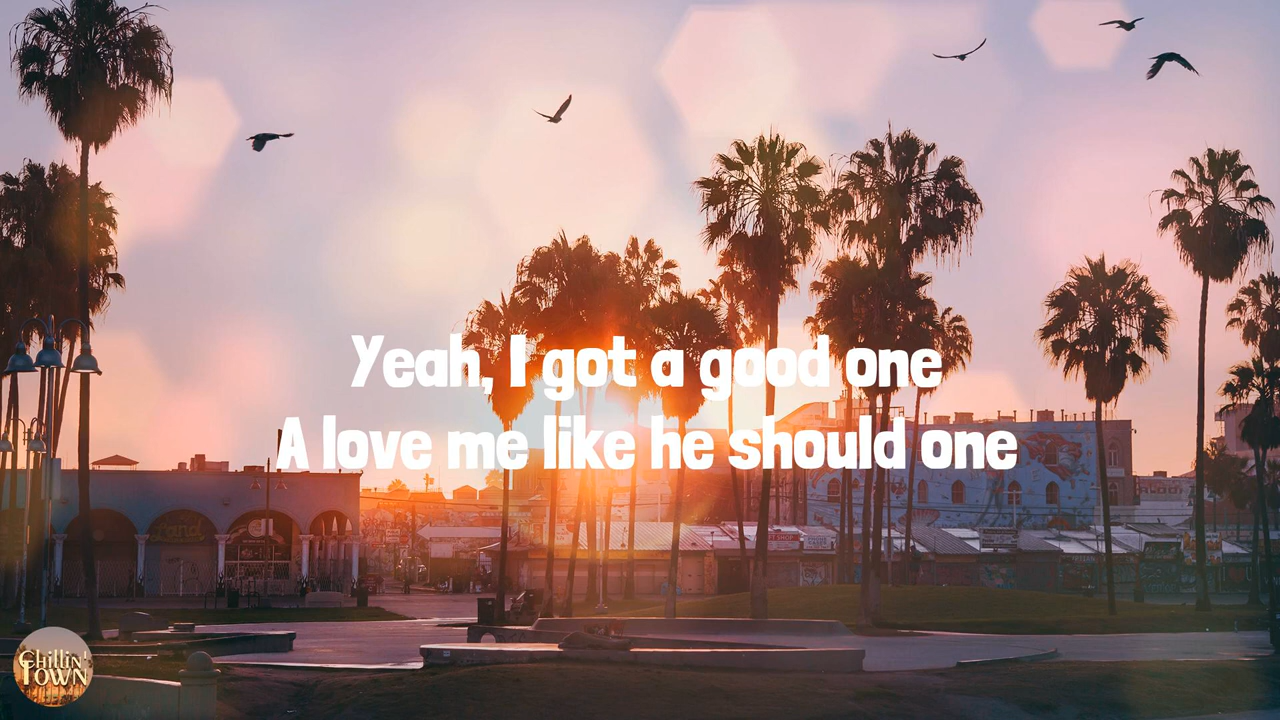 Yeah, I got a good one
A love me like he should one
Chillin'
Town